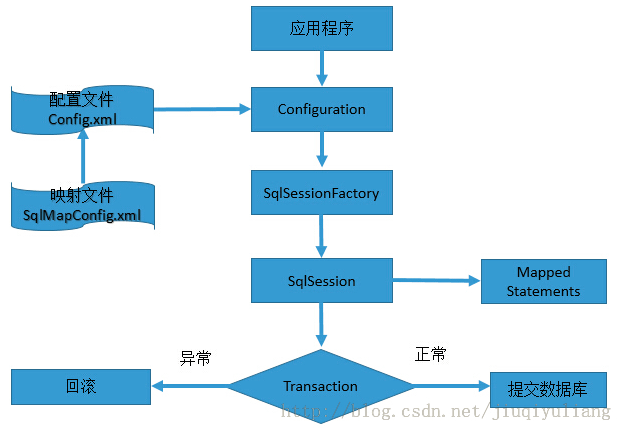 应用程序
配置文件
Config.xml
Configuration
映射文件
SqlMapConfig.xml
SqlSessionFactory
SqlSession
Mapped
Statements
异常
正常
回滚
Transaction
提交数据库
http://blog.csdn.net/jiuqiyuliang